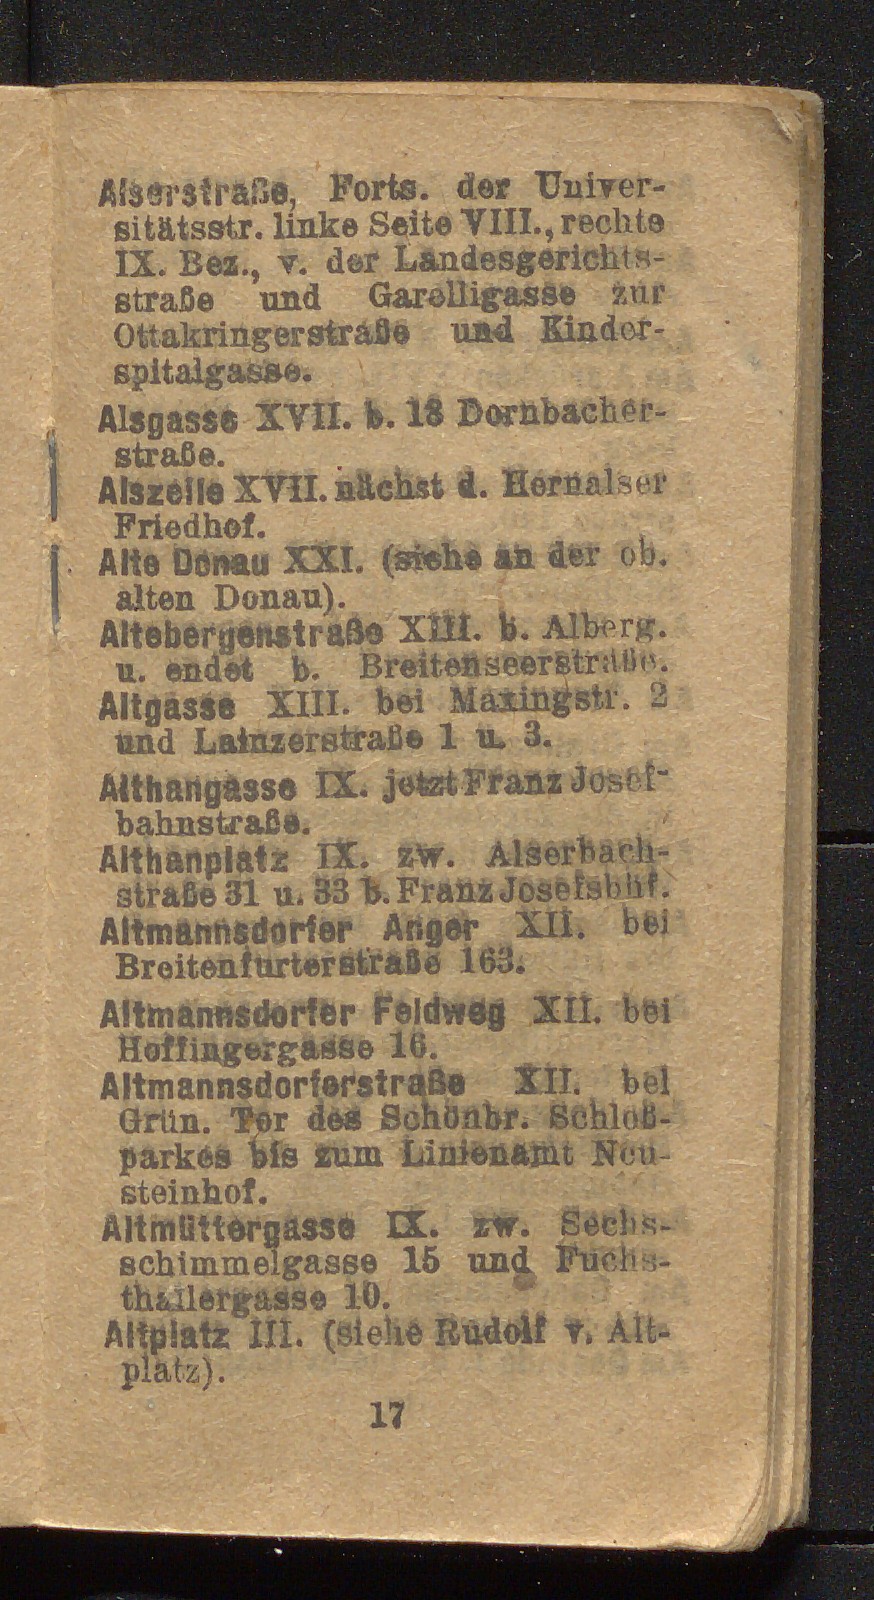 Alserstraße, Forts. der Univer-
sitätsstr. linke Seite VIII., rechte
IX. Bez., v. der Landesgerichts-
straße und Garelligasse zur
Ottakringerstraße und Kinder-
spitalgasse.
Alsgasse XVII. b. 18 Dornbacher-
straße.
Alszeile XVII. nächst d. Hernalser
Friedhof.
Alte Donau XXI. (siehe an der ob.
alten Donau).
Altebergenstraße XIII. b. Alberg.
u. endet b. Breitenseerstraße.
Altgasse XIII. bei Maxingstr. 2
und Lainzerstraße 1 u. 3.
Althangasse IX. jetzt Franz Josef-
bahnstraße.
Althanplatz IX. zw. Alserbach-
straße 31 u. 33 b. Franz Josefsbhf.
Altmannsdorfer Anger XII. bei
Breitenfurterstraße 163.
Altmannsdorfer Feldweg XII. bei
Hoffingergasse 16.
Altmannsdorferstraße XII. bei
Grün. Tor des Schönbr. Schloß-
parkes bis zum Linienamt Neu-
steinhof.
Altmüttergasse IX. zw. Sechs-
schimmelgasse 15 und Fuchs-
thallergasse 10.
Altplatz III. (siehe Rudolf v. Alt-
platz).
17